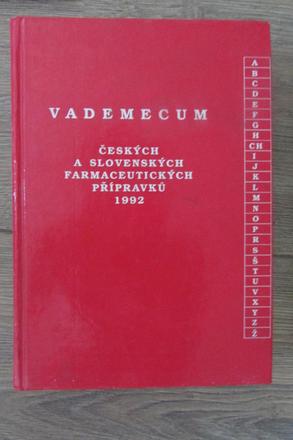 VADEMECUM
ČESKÝCH
A SLOVENSKÝCH
FARMACEUTICKÝCH
PŘÍPRAVKŮ
1992
A
B
C
D
E
F
G
H
CH
I
J
K
L
M
N
O
P
R
S
Š
T
U
V
X
Y
Z
Ž